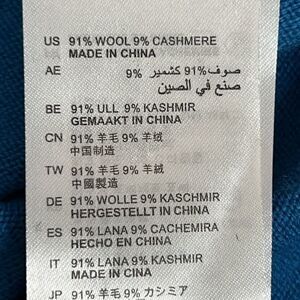 US 91% WOOL 9% CASHMERE
MADE IN CHINA
AE صوف 91% كشمير 9%
صنع في الصين
BE 91% ULL 9% KASHMIR
GEMAAKT IN CHINA
CN 91% 羊毛 9% 羊绒
中国制造
TW 91% 羊毛 9% 羊絨
中國製造
DE 91% WOLLE 9% KASCHMIR
HERGESTELLT IN CHINA
ES 91% LANA 9% CACHEMIRA
HECHO EN CHINA
IT 91% LANA 9% KASHMIR
MADE IN CINA
JP 91% 羊毛 9% カシミア